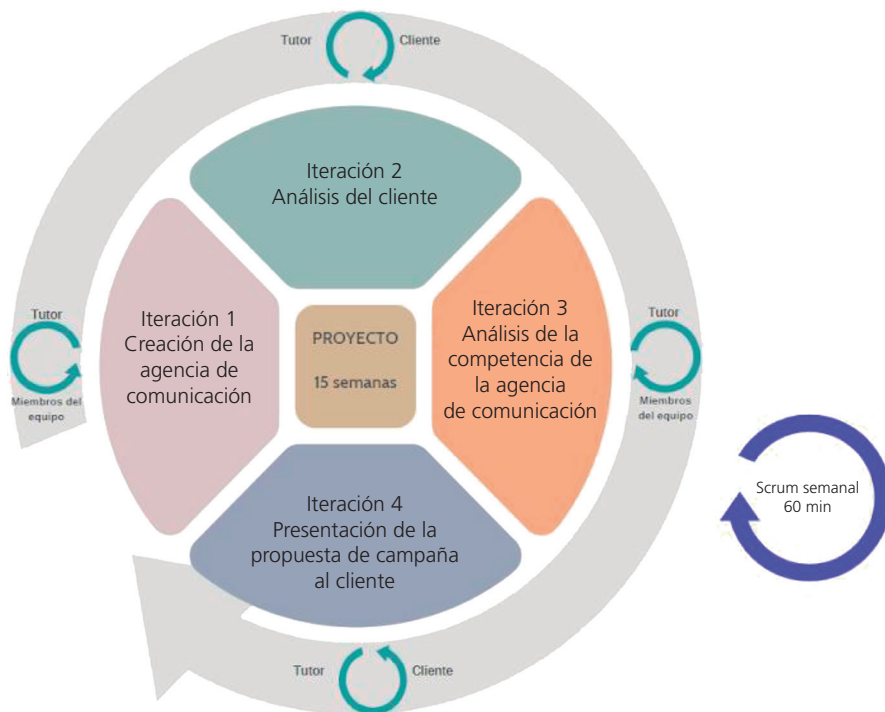 Tutor
Cliente
Iteración 2
Análisis del cliente
Tutor
Miembros del
equipo
Iteración 1
Creación de la
agencia de
comunicación
PROYECTO
15 semanas
Iteración 3
Análisis de la
competencia de
la agencia
de comunicación
Tutor
Miembros
del equipo
Scrum semanal
60 min
Iteración 4
Presentación de la
propuesta de campaña
al cliente
Tutor
Cliente